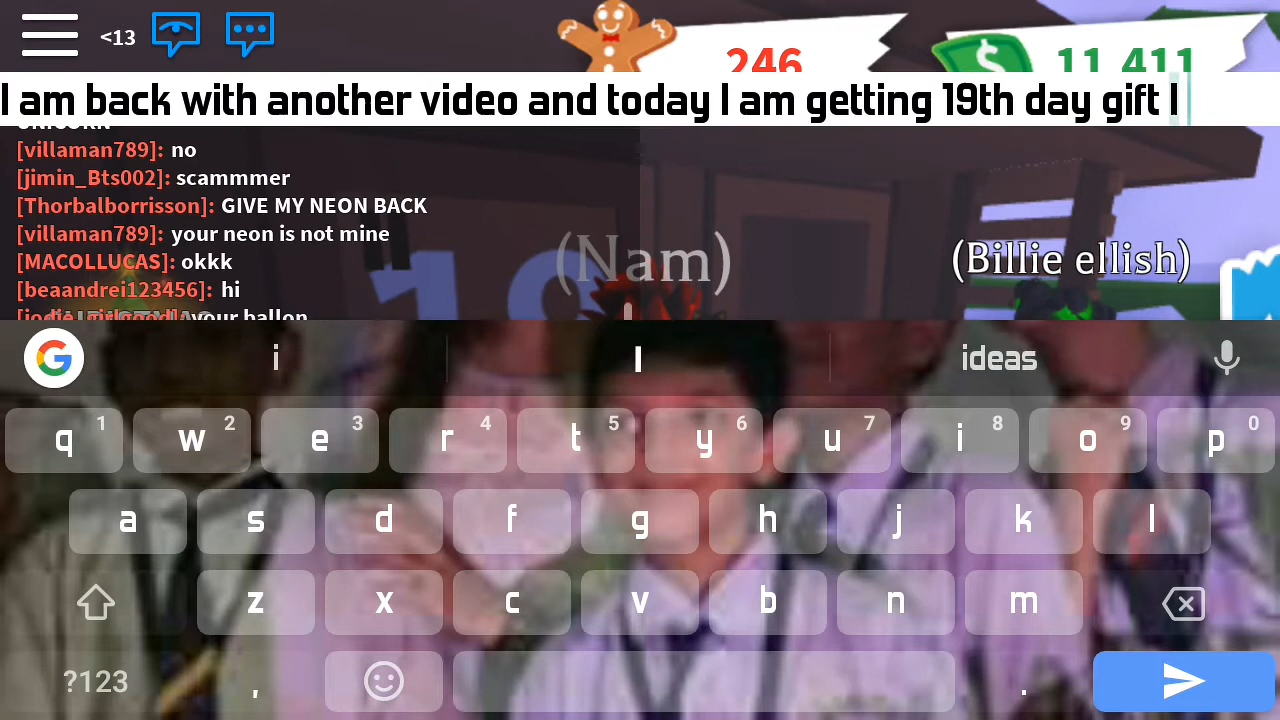 <13
246
11,411
I am back with another video and today I am getting 19th day gift I
UNICORN
[villaman789]: no
[jimin_Bts002]: scammmer
[Thorbalborrisson]: GIVE MY NEON BACK
[villaman789]: your neon is not mine
[MACOLLUCAS]: okkk
[beaandrei123456]: hi
your ballon
(Nam)
(Billie ellish)
i I ideas
q 1 w 2 e 3 r 4 t 5 y 6 u 7 i 8 o 9 p 0
a s d f g h j k l
z x c v b n m
?123 , .